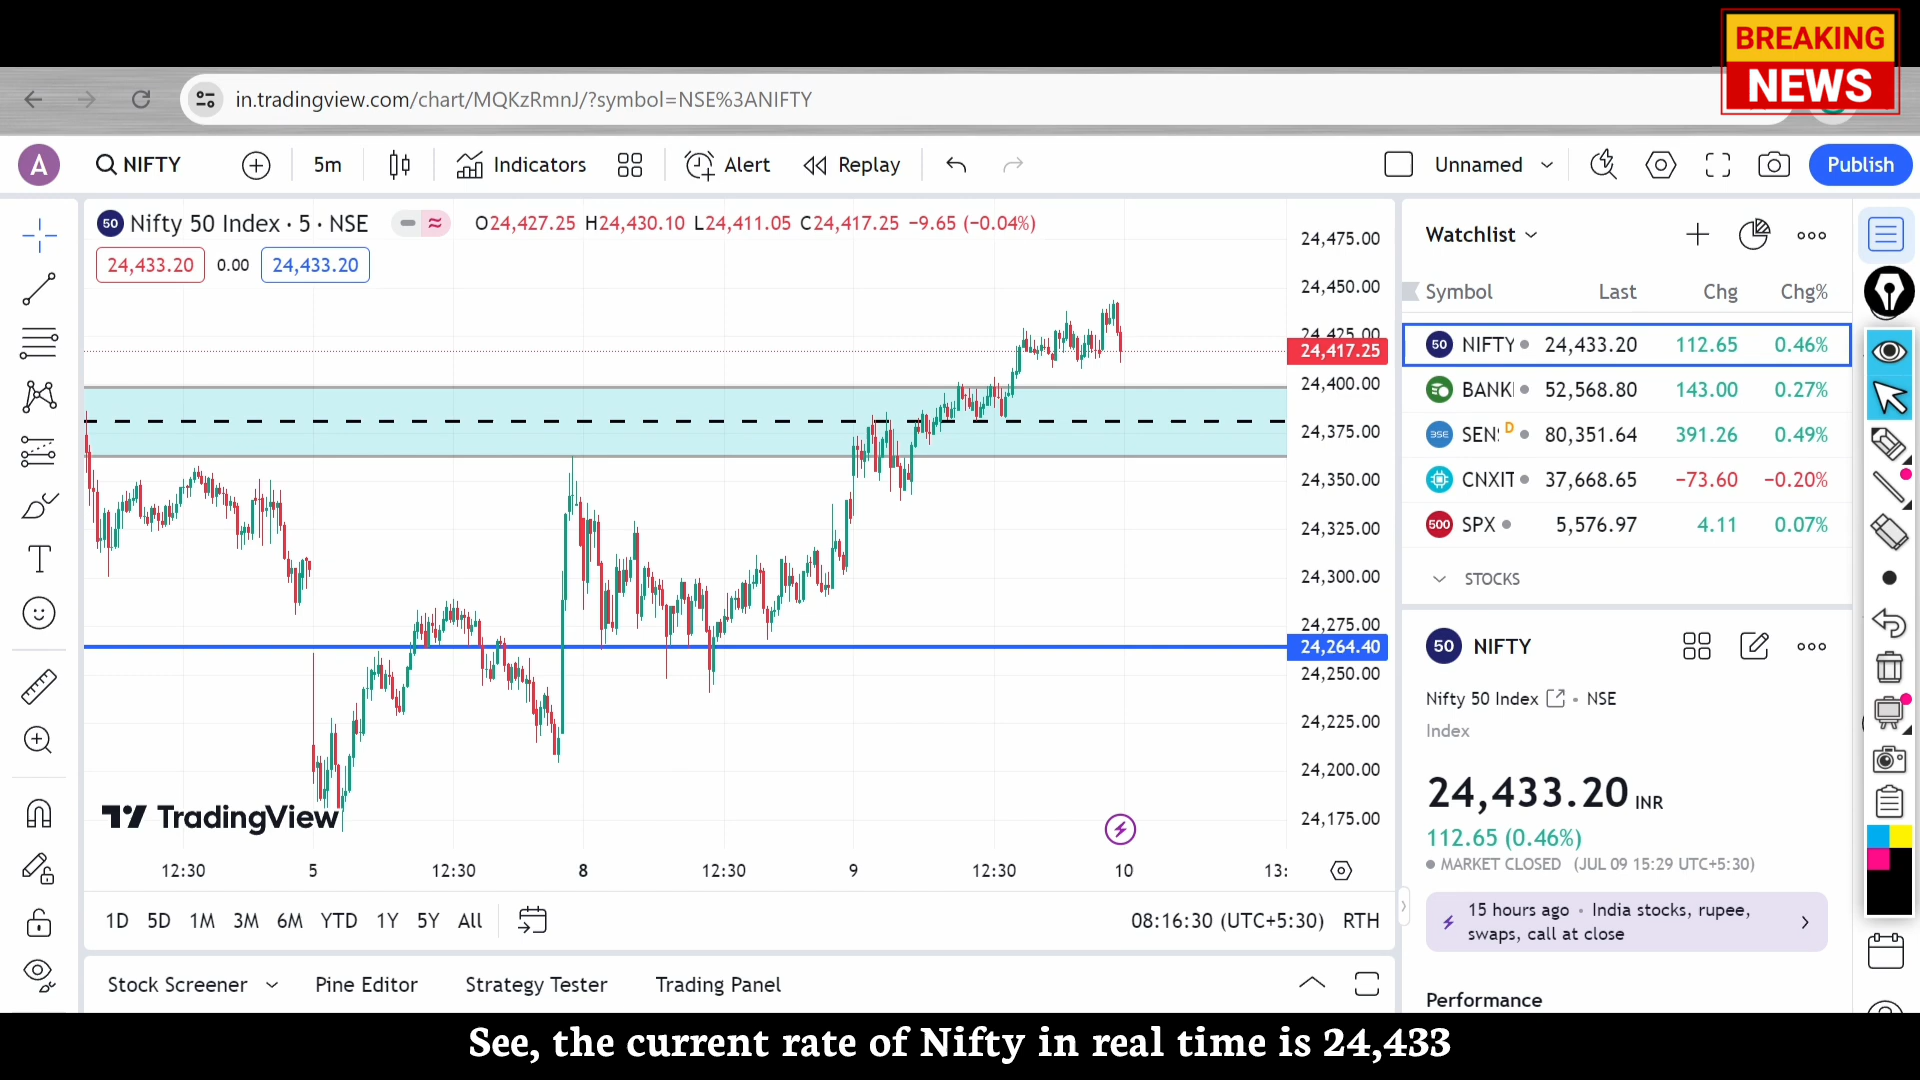 BREAKING
NEWS
in.tradingview.com/chart/MQKzRmnJ/?symbol=NSE%3ANIFTY
A
NIFTY
5m
Indicators
Alert
Replay
Unnamed
Publish
50 Nifty 50 Index · 5 · NSE
O24,427.25 H24,430.10 L24,411.05 C24,417.25 −9.65 (−0.04%)
24,433.20 0.00 24,433.20
24,475.00
24,450.00
24,425.00
24,417.25
24,400.00
24,375.00
24,350.00
24,325.00
24,300.00
24,275.00
24,264.40
24,250.00
24,225.00
24,200.00
24,175.00
TradingView
12:30 5 12:30 8 12:30 9 12:30 10 13:
1D 5D 1M 3M 6M YTD 1Y 5Y All
08:16:30 (UTC+5:30) RTH
Stock Screener Pine Editor Strategy Tester Trading Panel
Watchlist
Symbol Last Chg Chg%
50 NIFTY 24,433.20 112.65 0.46%
BANK 52,568.80 143.00 0.27%
BSE SEN D 80,351.64 391.26 0.49%
CNXIT 37,668.65 −73.60 −0.20%
500 SPX 5,576.97 4.11 0.07%
STOCKS
50 NIFTY
Nifty 50 Index • NSE
Index
24,433.20 INR
112.65 (0.46%)
MARKET CLOSED (JUL 09 15:29 UTC+5:30)
15 hours ago • India stocks, rupee,
swaps, call at close
Performance
See, the current rate of Nifty in real time is 24,433